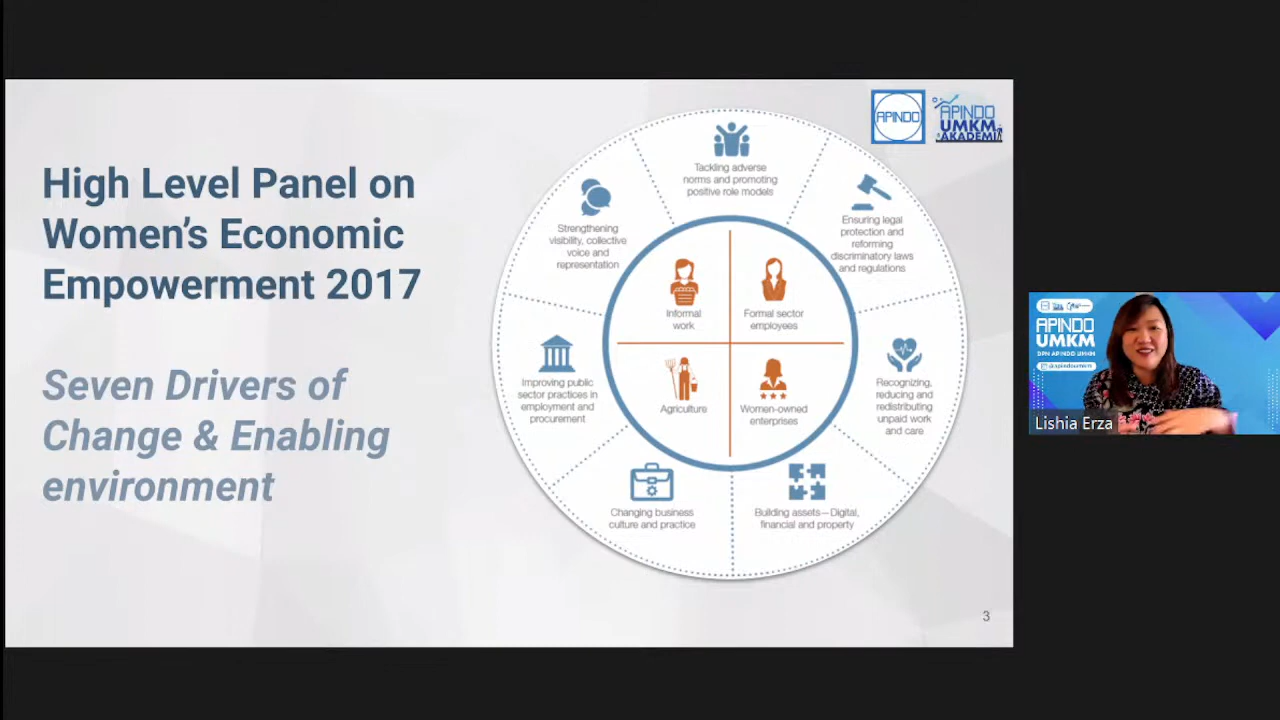 High Level Panel on
Women's Economic
Empowerment 2017
Seven Drivers of
Change & Enabling
environment
APINDO
APINDO
UMKM
AKADEMI
Tackling adverse
norms and promoting
positive role models
Ensuring legal
protection and
reforming
discriminatory laws
and regulations
Recognizing,
reducing and
redistributing
unpaid work
and care
Building assets—Digital,
financial and property
Changing business
culture and practice
Improving public
sector practices in
employment and
procurement
Strengthening
visibility, collective
voice and
representation
Informal
work
Formal sector
employees
Agriculture
Women-owned
enterprises
3
APINDO
UMKM
DPN APINDO UMKM
@apindoumkm
Lishia Erza